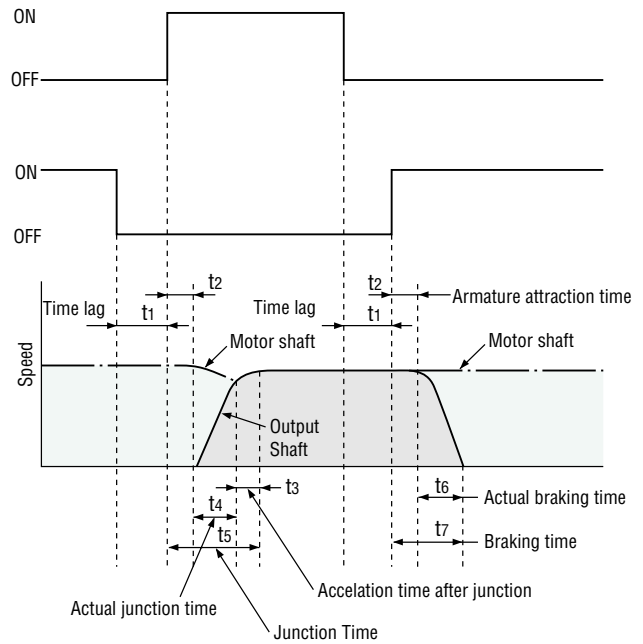 ON
OFF
ON
OFF
t2
t2
Armature attraction time
Time lag
t1
Time lag
t1
Motor shaft
Motor shaft
Speed
Output
Shaft
t3
t6
Actual braking time
t4
t5
t7
Braking time
Accelation time after junction
Actual junction time
Junction Time